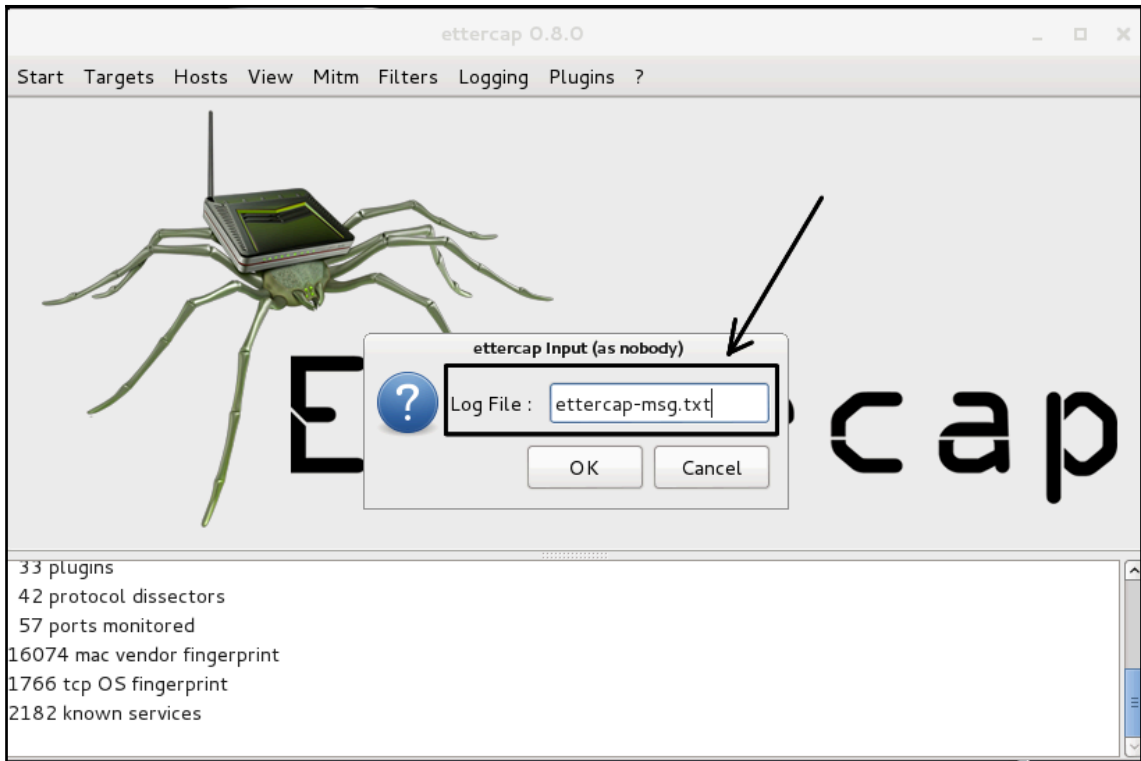 ettercap 0.8.0
Start Targets Hosts View Mitm Filters Logging Plugins ?
ettercap Input (as nobody)
Log File : ettercap-msg.txt
OK Cancel
E cap
33 plugins
42 protocol dissectors
57 ports monitored
16074 mac vendor fingerprint
1766 tcp OS fingerprint
2182 known services